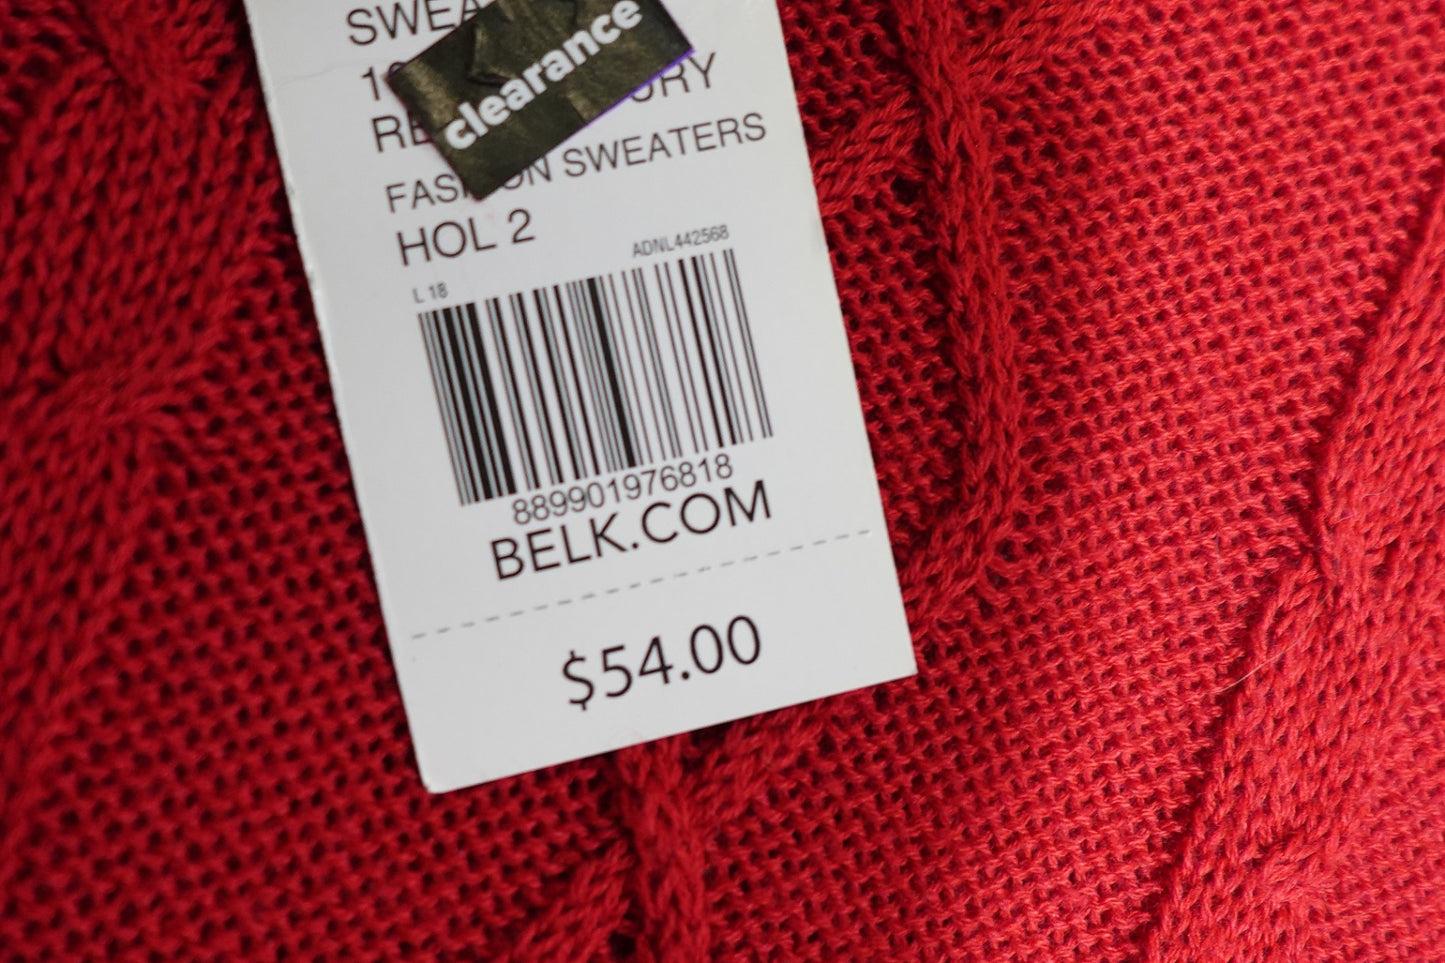 clearance
FASHION SWEATERS
HOL 2
ADNL442568
L 18
889901976818
BELK.COM
$54.00